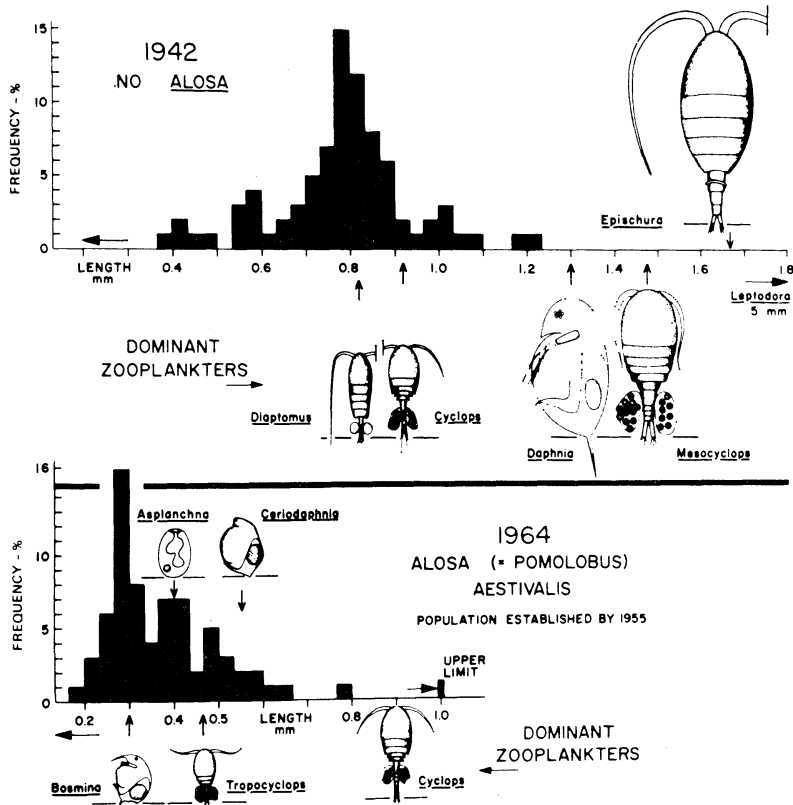 15
10
5
0
FREQUENCY - %
1942
.NO ALOSA
Epischura
LENGTH
mm
0.4
0.6
0.8
1.0
1.2
1.4
1.6
1.8
Leptodora
5 mm
DOMINANT
ZOOPLANKTERS
Diaptomus
Cyclops
Daphnia
Mesocyclops
16
10
5
0
FREQUENCY - %
Asplanchna
Ceriodaphnia
1964
ALOSA (= POMOLOBUS)
AESTIVALIS
POPULATION ESTABLISHED BY 1955
UPPER
LIMIT
0.2
0.4
0.5
LENGTH
mm
0.8
1.0
DOMINANT
ZOOPLANKTERS
Bosmina
Tropocyclops
Cyclops